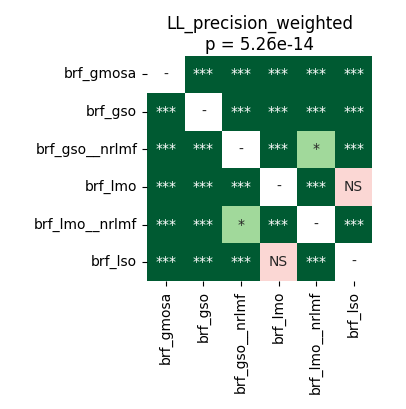 LL_precision_weighted
p = 5.26e-14
brf_gmosa - *** *** *** *** ***
brf_gso *** - *** *** *** ***
brf_gso__nrlmf *** *** - *** * ***
brf_lmo *** *** *** - *** NS
brf_lmo__nrlmf *** *** * *** - ***
brf_lso *** *** *** NS *** -
brf_gmosa
brf_gso
brf_gso__nrlmf
brf_lmo
brf_lmo__nrlmf
brf_lso